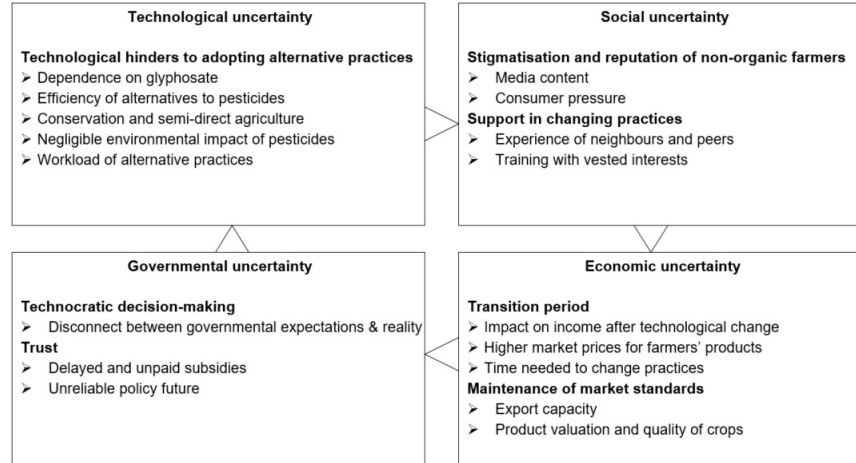 Technological uncertainty
Technological hinders to adopting alternative practices
➢ Dependence on glyphosate
➢ Efficiency of alternatives to pesticides
➢ Conservation and semi-direct agriculture
➢ Negligible environmental impact of pesticides
➢ Workload of alternative practices
Social uncertainty
Stigmatisation and reputation of non-organic farmers
➢ Media content
➢ Consumer pressure
Support in changing practices
➢ Experience of neighbours and peers
➢ Training with vested interests
Governmental uncertainty
Technocratic decision-making
➢ Disconnect between governmental expectations & reality
Trust
➢ Delayed and unpaid subsidies
➢ Unreliable policy future
Economic uncertainty
Transition period
➢ Impact on income after technological change
➢ Higher market prices for farmers’ products
➢ Time needed to change practices
Maintenance of market standards
➢ Export capacity
➢ Product valuation and quality of crops